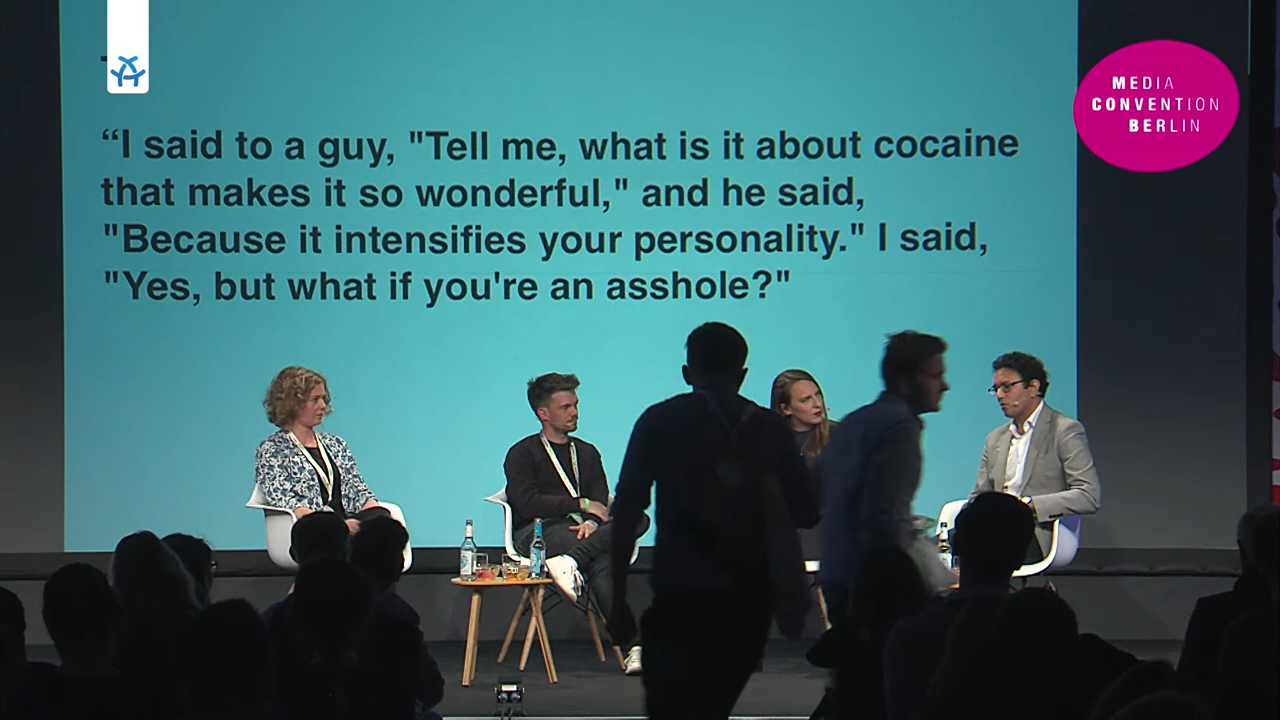 “I said to a guy, "Tell me, what is it about cocaine
that makes it so wonderful," and he said,
"Because it intensifies your personality." I said,
"Yes, but what if you're an asshole?"
MEDIA
CONVENTION
BERLIN